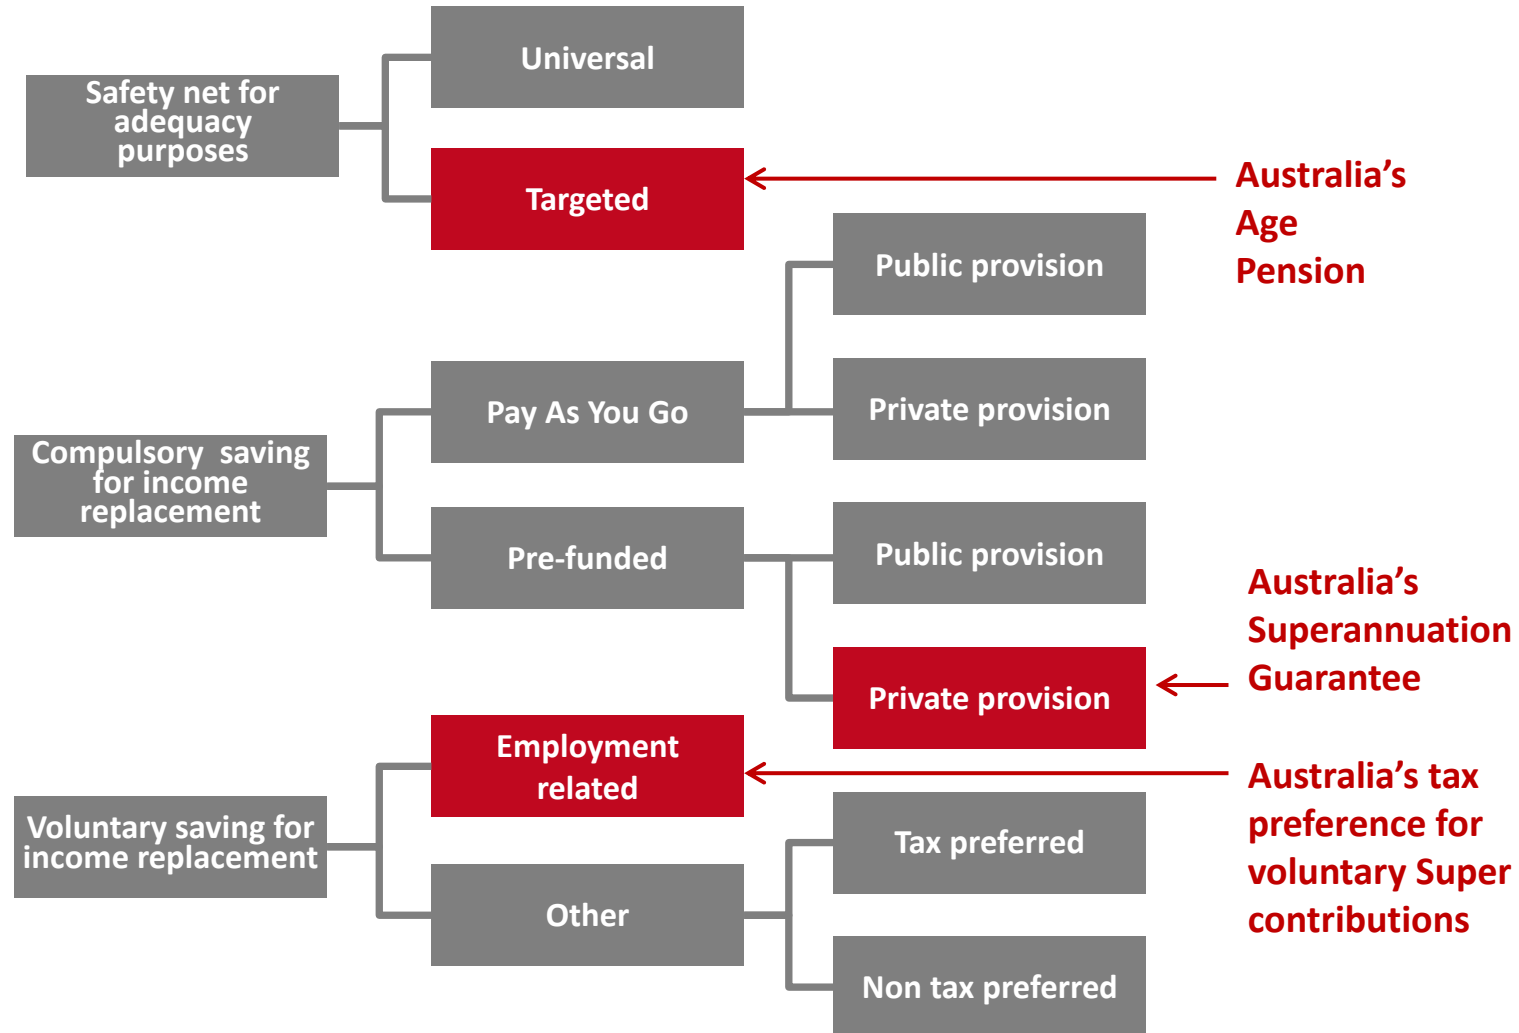 Universal
Safety net for
adequacy
purposes
Targeted
Australia’s
Age
Pension
Public provision
Pay As You Go
Private provision
Compulsory  saving
for income
replacement
Pre-funded
Public provision
Australia’s
Superannuation
Guarantee
Private provision
Employment
related
Australia’s tax
preference for
voluntary Super
contributions
Voluntary saving for
income replacement
Tax preferred
Other
Non tax preferred